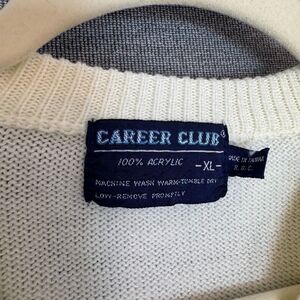 CAREER CLUB®
100% ACRYLIC
-XL-
MACHINE WASH WARM-TUMBLE DRY
LOW-REMOVE PROMPTLY
MADE IN TAIWAN
R.O.C.